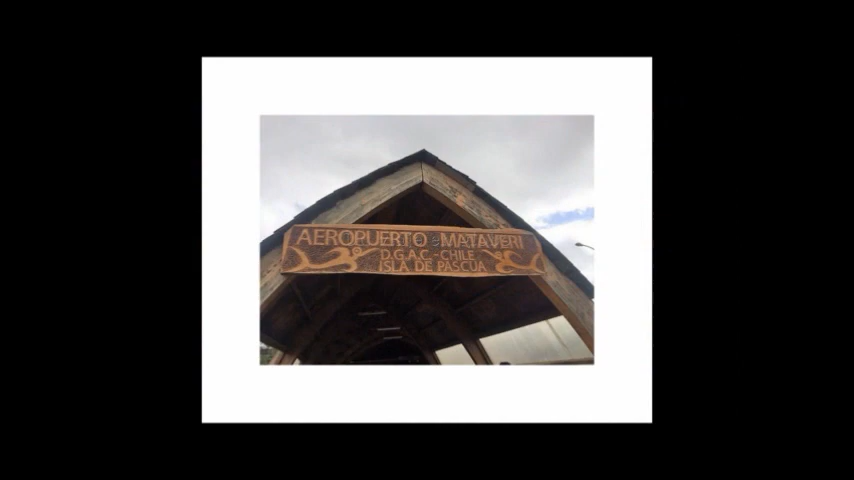 AEROPUERTO MATAVERI
D.G.A.C. - CHILE
ISLA DE PASCUA